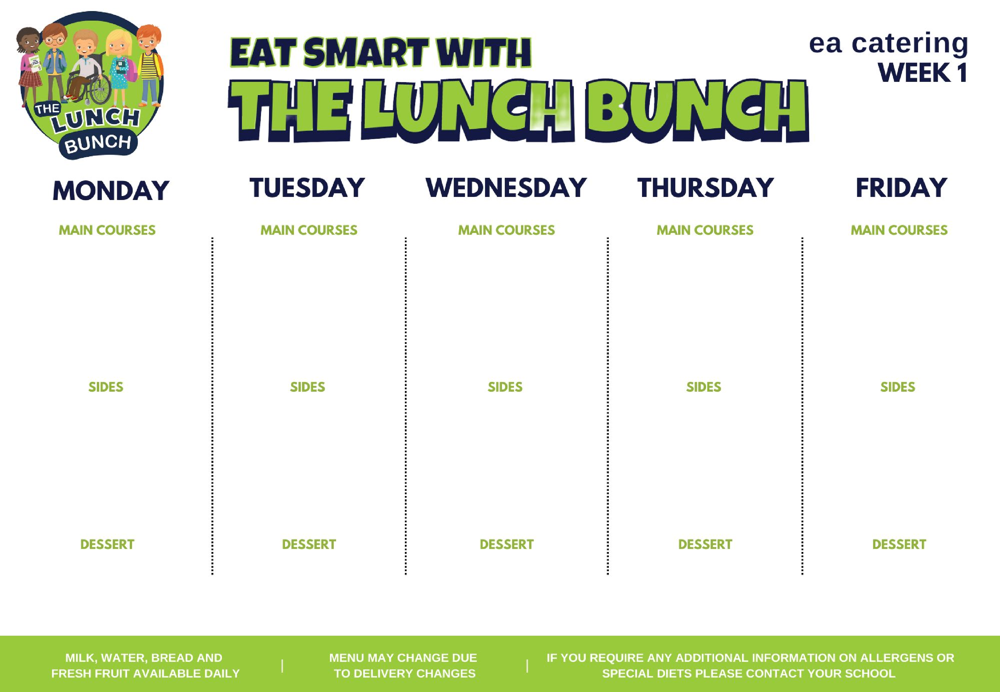 THE
LUNCH
BUNCH
EAT SMART WITH
THE LUNCH BUNCH
ea catering
WEEK 1
MONDAY TUESDAY WEDNESDAY THURSDAY FRIDAY
MAIN COURSES MAIN COURSES MAIN COURSES MAIN COURSES MAIN COURSES
SIDES SIDES SIDES SIDES SIDES
DESSERT DESSERT DESSERT DESSERT DESSERT
MILK, WATER, BREAD AND
FRESH FRUIT AVAILABLE DAILY
|
MENU MAY CHANGE DUE
TO DELIVERY CHANGES
|
IF YOU REQUIRE ANY ADDITIONAL INFORMATION ON ALLERGENS OR
SPECIAL DIETS PLEASE CONTACT YOUR SCHOOL